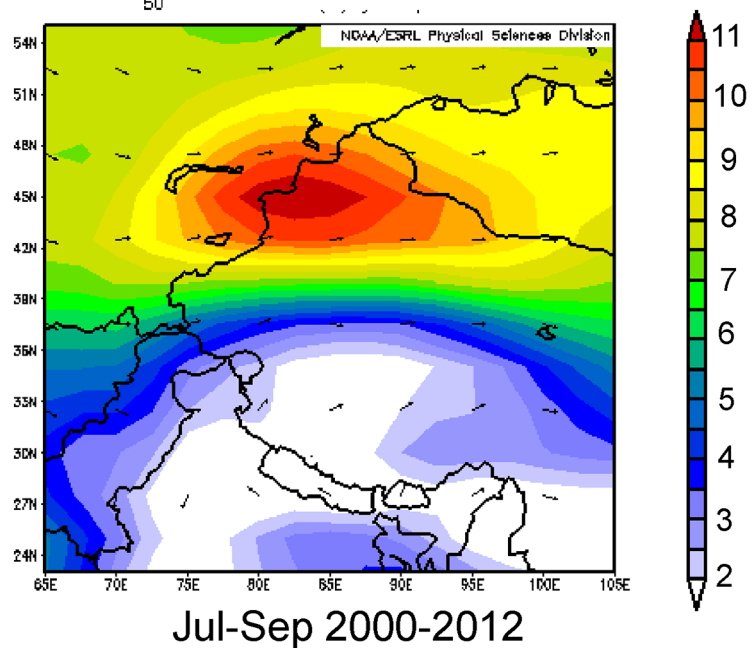 50
NOAA/ESRL Physical Sciences Division
54N
51N
48N
45N
42N
39N
36N
33N
30N
27N
24N
65E 70E 75E 80E 85E 90E 95E 100E 105E
11
10
9
8
7
6
5
4
3
2
Jul-Sep 2000-2012